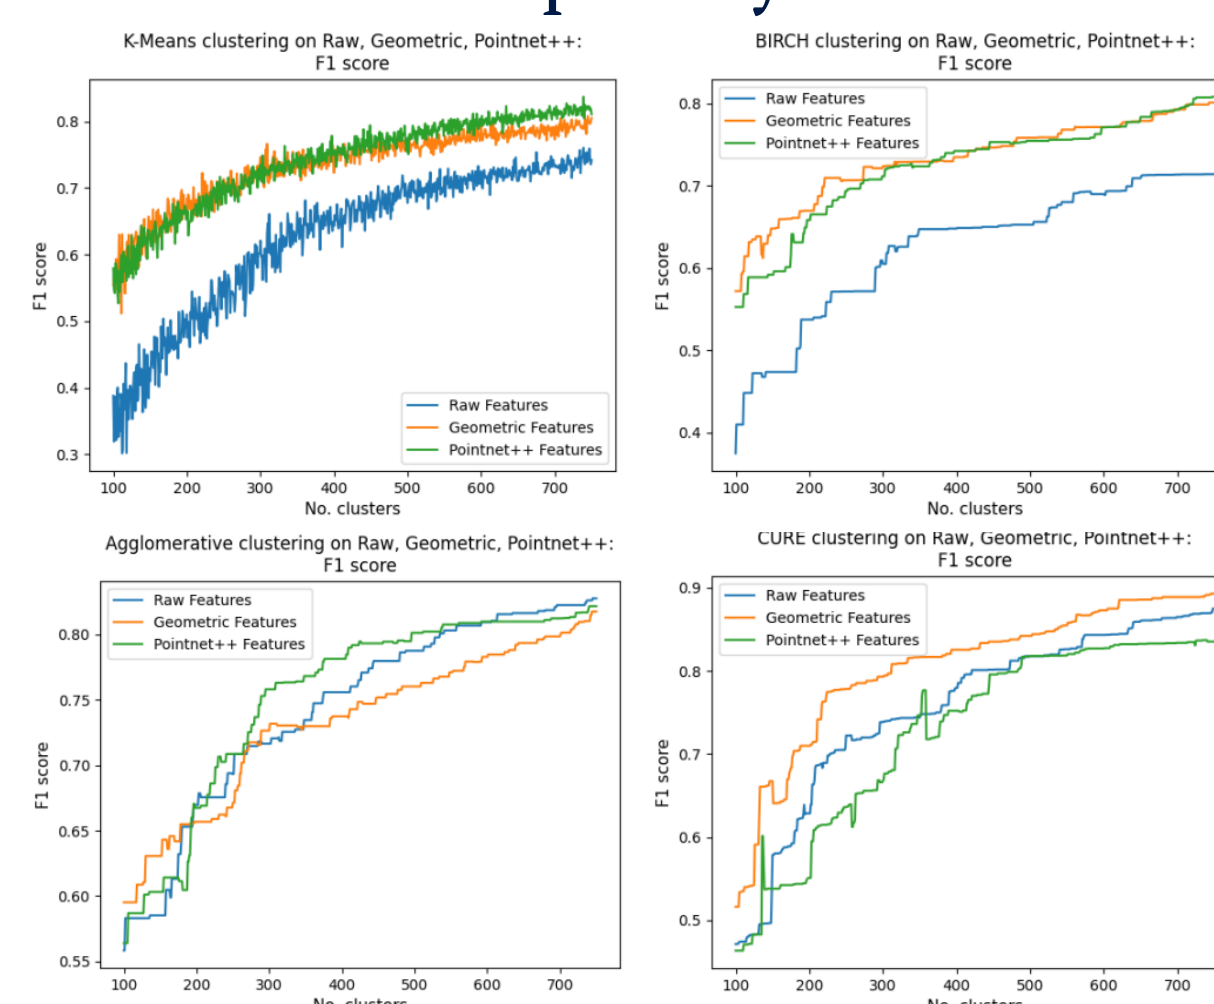 K-Means clustering on Raw, Geometric, Pointnet++:
F1 score
F1 score
0.8
0.7
0.6
0.5
0.4
0.3
Raw Features
Geometric Features
Pointnet++ Features
100 200 300 400 500 600 700
No. clusters
BIRCH clustering on Raw, Geometric, Pointnet++:
F1 score
Raw Features
Geometric Features
Pointnet++ Features
F1 score
0.8
0.7
0.6
0.5
0.4
100 200 300 400 500 600 700
No. clusters
Agglomerative clustering on Raw, Geometric, Pointnet++:
F1 score
Raw Features
Geometric Features
Pointnet++ Features
F1 score
0.80
0.75
0.70
0.65
0.60
0.55
100 200 300 400 500 600 700
No. clusters
CURE clustering on Raw, Geometric, Pointnet++:
F1 score
Raw Features
Geometric Features
Pointnet++ Features
F1 score
0.9
0.8
0.7
0.6
0.5
100 200 300 400 500 600 700
No. clusters